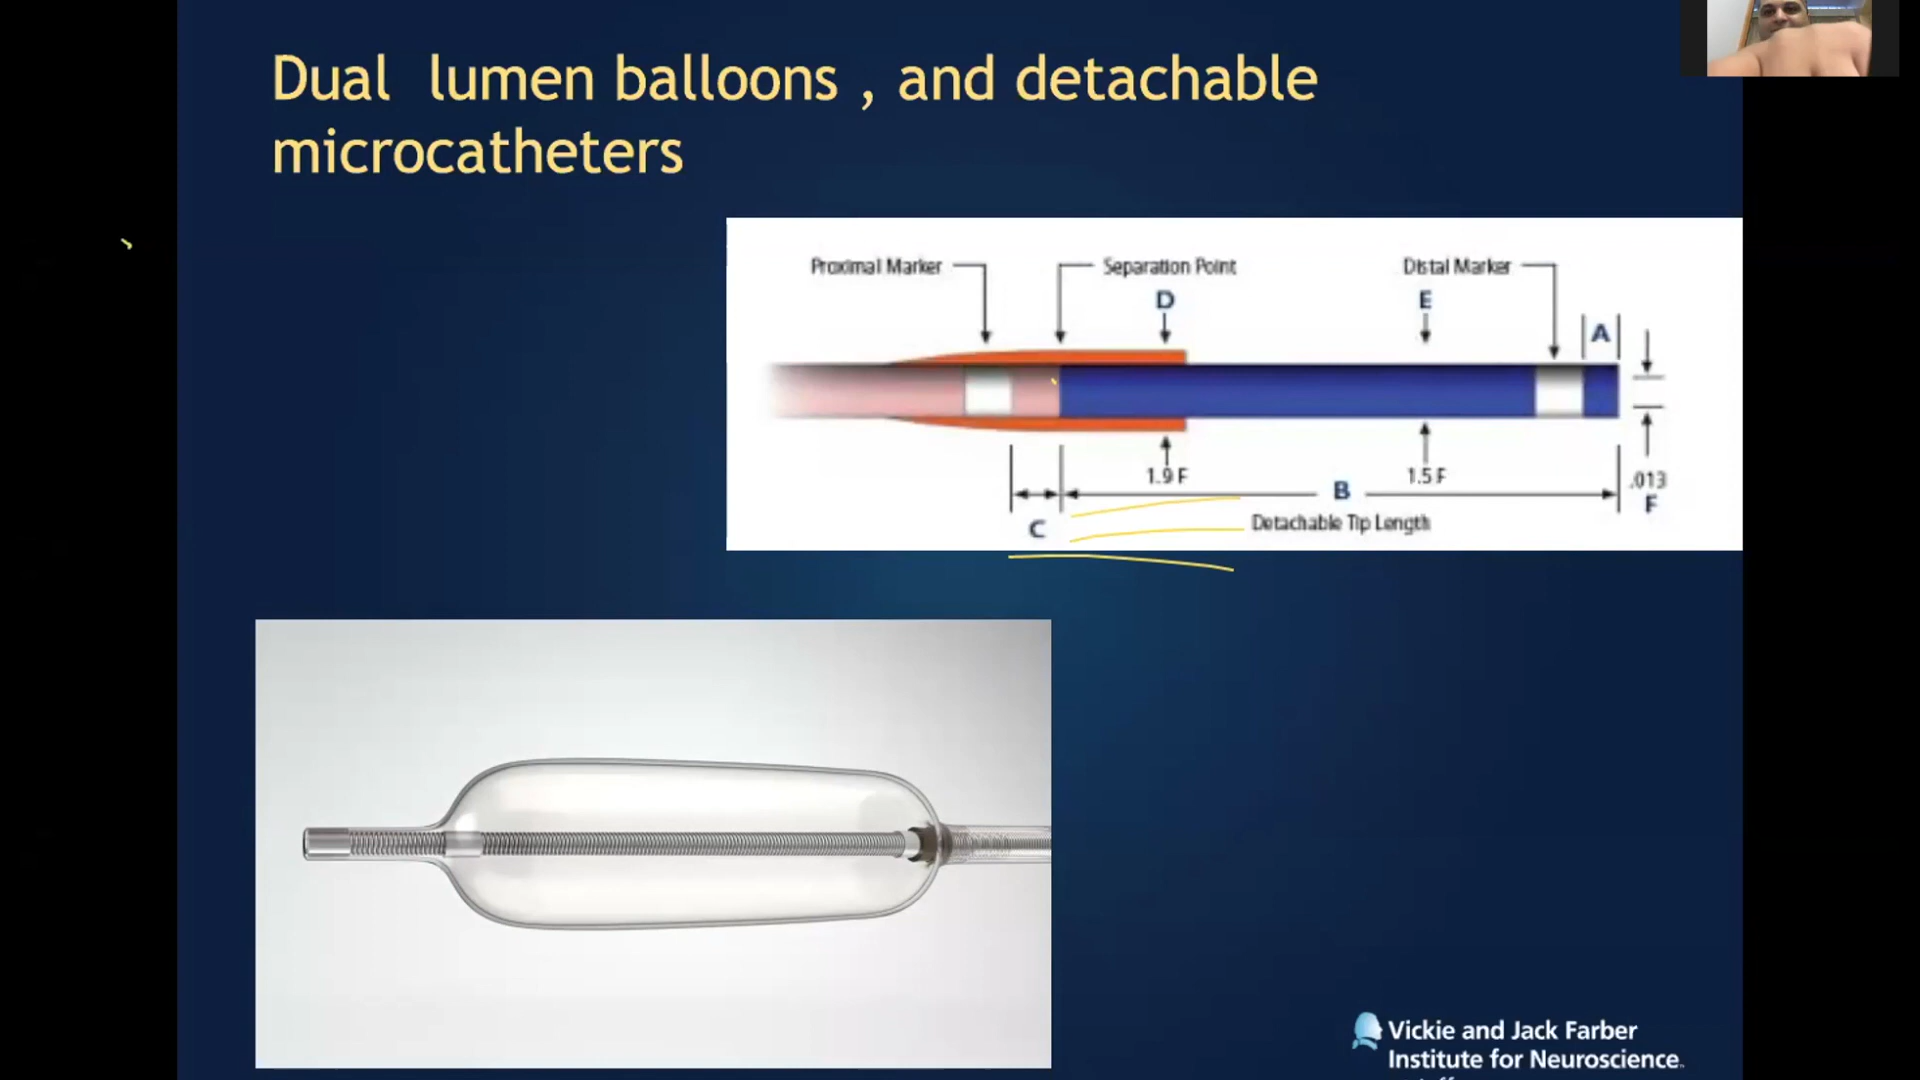 Dual lumen balloons , and detachable
microcatheters
Proximal Marker
Separation Point
Distal Marker
D
E
A
1.9 F
1.5 F
.013
B
F
C
Detachable Tip Length
Vickie and Jack Farber
Institute for Neuroscience